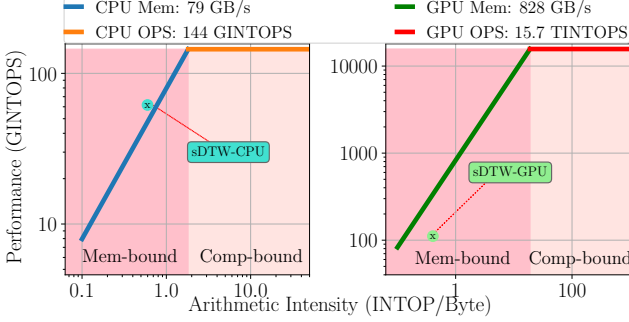 CPU Mem: 79 GB/s
CPU OPS: 144 GINTOPS
GPU Mem: 828 GB/s
GPU OPS: 15.7 TINTOPS
Performance (GINTOPS)
100
10
x
sDTW-CPU
Mem-bound
Comp-bound
0.1
1.0
10.0
10000
1000
100
x
sDTW-GPU
Mem-bound
Comp-bound
1
100
Arithmetic Intensity (INTOP/Byte)